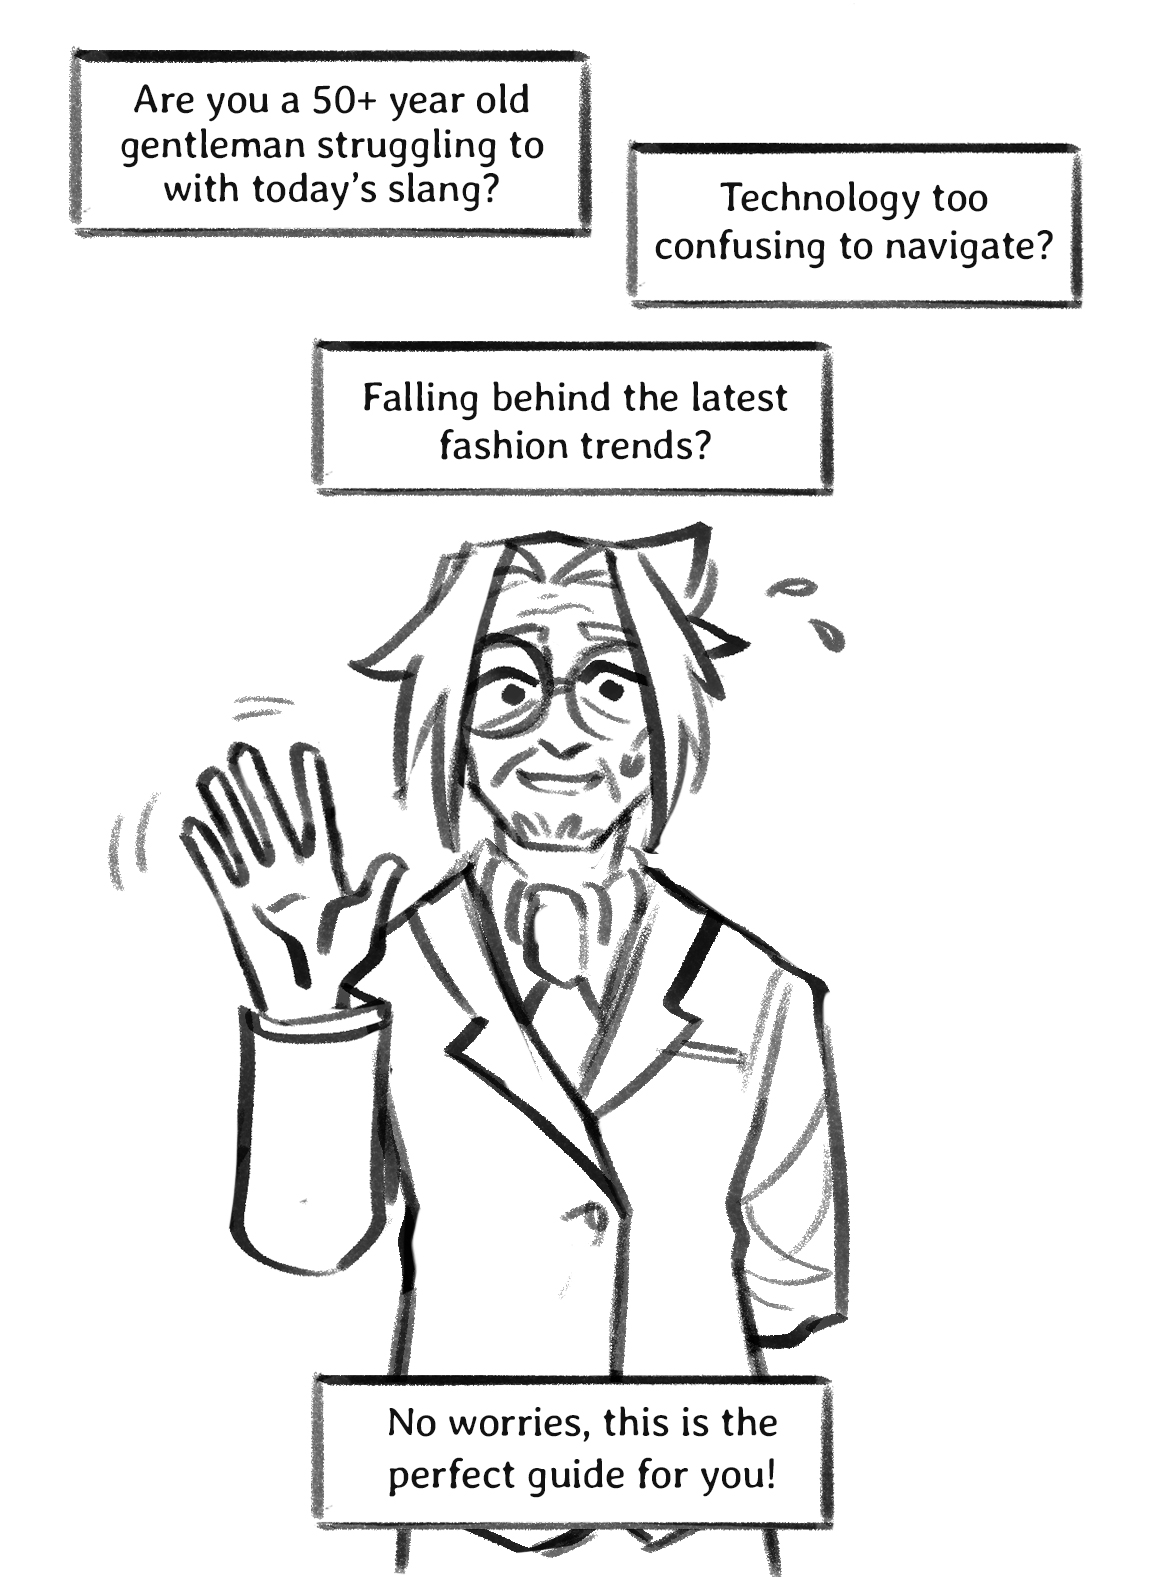 Are you a 50+ year old
gentleman struggling to
with today's slang?
Technology too
confusing to navigate?
Falling behind the latest
fashion trends?
No worries, this is the
perfect guide for you!